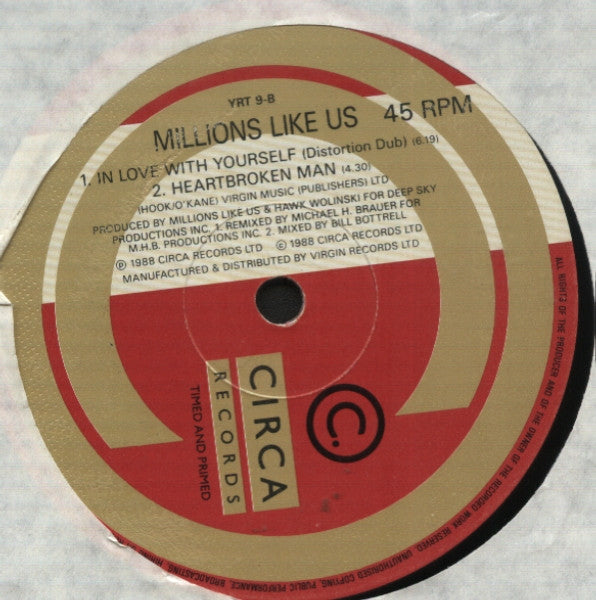 YRT 9-B
MILLIONS LIKE US 45 RPM
1. IN LOVE WITH YOURSELF (Distortion Dub) (6.19)
2. HEARTBROKEN MAN (4.30)
(HOOK/O'KANE) VIRGIN MUSIC (PUBLISHERS) LTD
PRODUCED BY MILLIONS LIKE US & HAWK WOLINSKI FOR DEEP SKY
PRODUCTIONS INC. 1. REMIXED BY MICHAEL H. BRAUER FOR
M.H.B. PRODUCTIONS INC. 2. MIXED BY BILL BOTTRELL
℗ 1988 CIRCA RECORDS LTD © 1988 CIRCA RECORDS LTD
MANUFACTURED & DISTRIBUTED BY VIRGIN RECORDS LTD
C.
CIRCA
RECORDS
TIMED AND PRIMED
ALL RIGHTS OF THE PRODUCER AND OF THE OWNER OF THE RECORDED WORK RESERVED. UNAUTHORISED COPYING, PUBLIC PERFORMANCE, BROADCASTING,